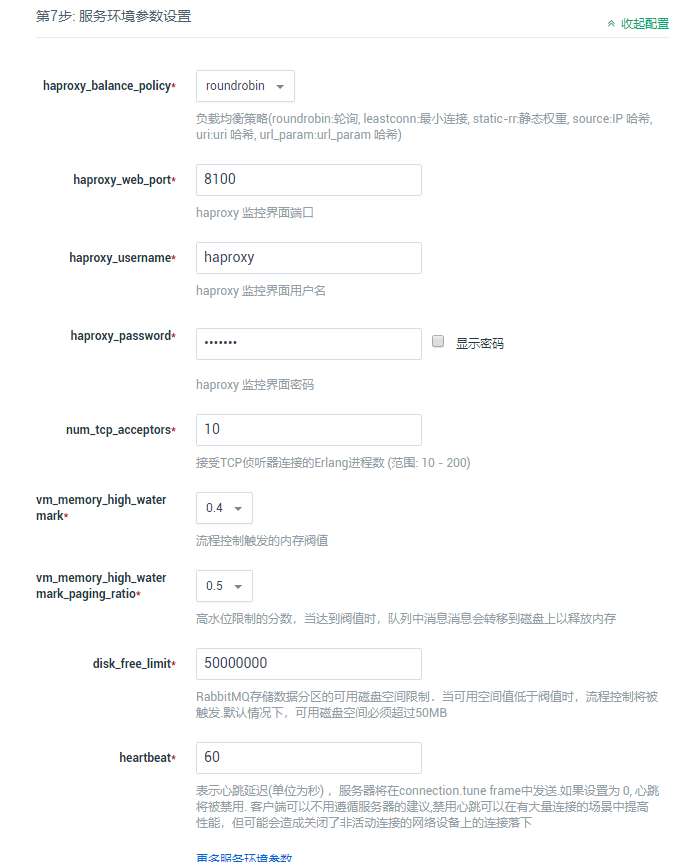 第7步: 服务环境参数设置
收起配置
haproxy_balance_policy*
roundrobin
负载均衡策略(roundrobin:轮询, leastconn:最小连接, static-rr:静态权重, source:IP 哈希,
uri:uri 哈希, url_param:url_param 哈希)
haproxy_web_port*
8100
haproxy 监控界面端口
haproxy_username*
haproxy
haproxy 监控界面用户名
haproxy_password*
•••••••
显示密码
haproxy 监控界面密码
num_tcp_acceptors*
10
接受TCP侦听器连接的Erlang进程数 (范围: 10 - 200)
vm_memory_high_water
mark*
0.4
流程控制触发的内存阀值
vm_memory_high_water
mark_paging_ratio*
0.5
高水位限制的分数，当达到阀值时，队列中消息消息会转移到磁盘上以释放内存
disk_free_limit*
50000000
RabbitMQ存储数据分区的可用磁盘空间限制．当可用空间值低于阀值时，流程控制将被
触发.默认情况下，可用磁盘空间必须超过50MB
heartbeat*
60
表示心跳延迟(单位为秒) ，服务器将在connection.tune frame中发送.如果设置为 0, 心跳
将被禁用. 客户端可以不用遵循服务器的建议,禁用心跳可以在有大量连接的场景中提高
性能，但可能会造成关闭了非活动连接的网络设备上的连接落下
更多服务环境参数